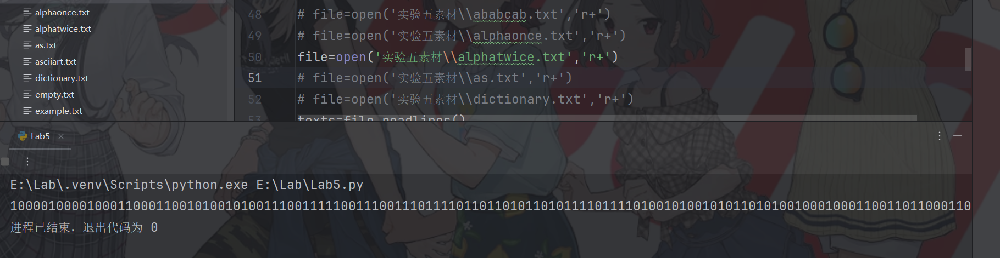 alphaonce.txt
alphatwice.txt
as.txt
asciiart.txt
dictionary.txt
empty.txt
example.txt
48 # file=open('实验五素材\\ababcab.txt','r+')
49 # file=open('实验五素材\\alphaonce.txt','r+')
50 file=open('实验五素材\\alphatwice.txt','r+')
51 # file=open('实验五素材\\as.txt','r+')
52 # file=open('实验五素材\\dictionary.txt','r+')
53 texts=file.readlines()
Lab5
E:\Lab\.venv\Scripts\python.exe E:\Lab\Lab5.py
进程已结束，退出代码为 0